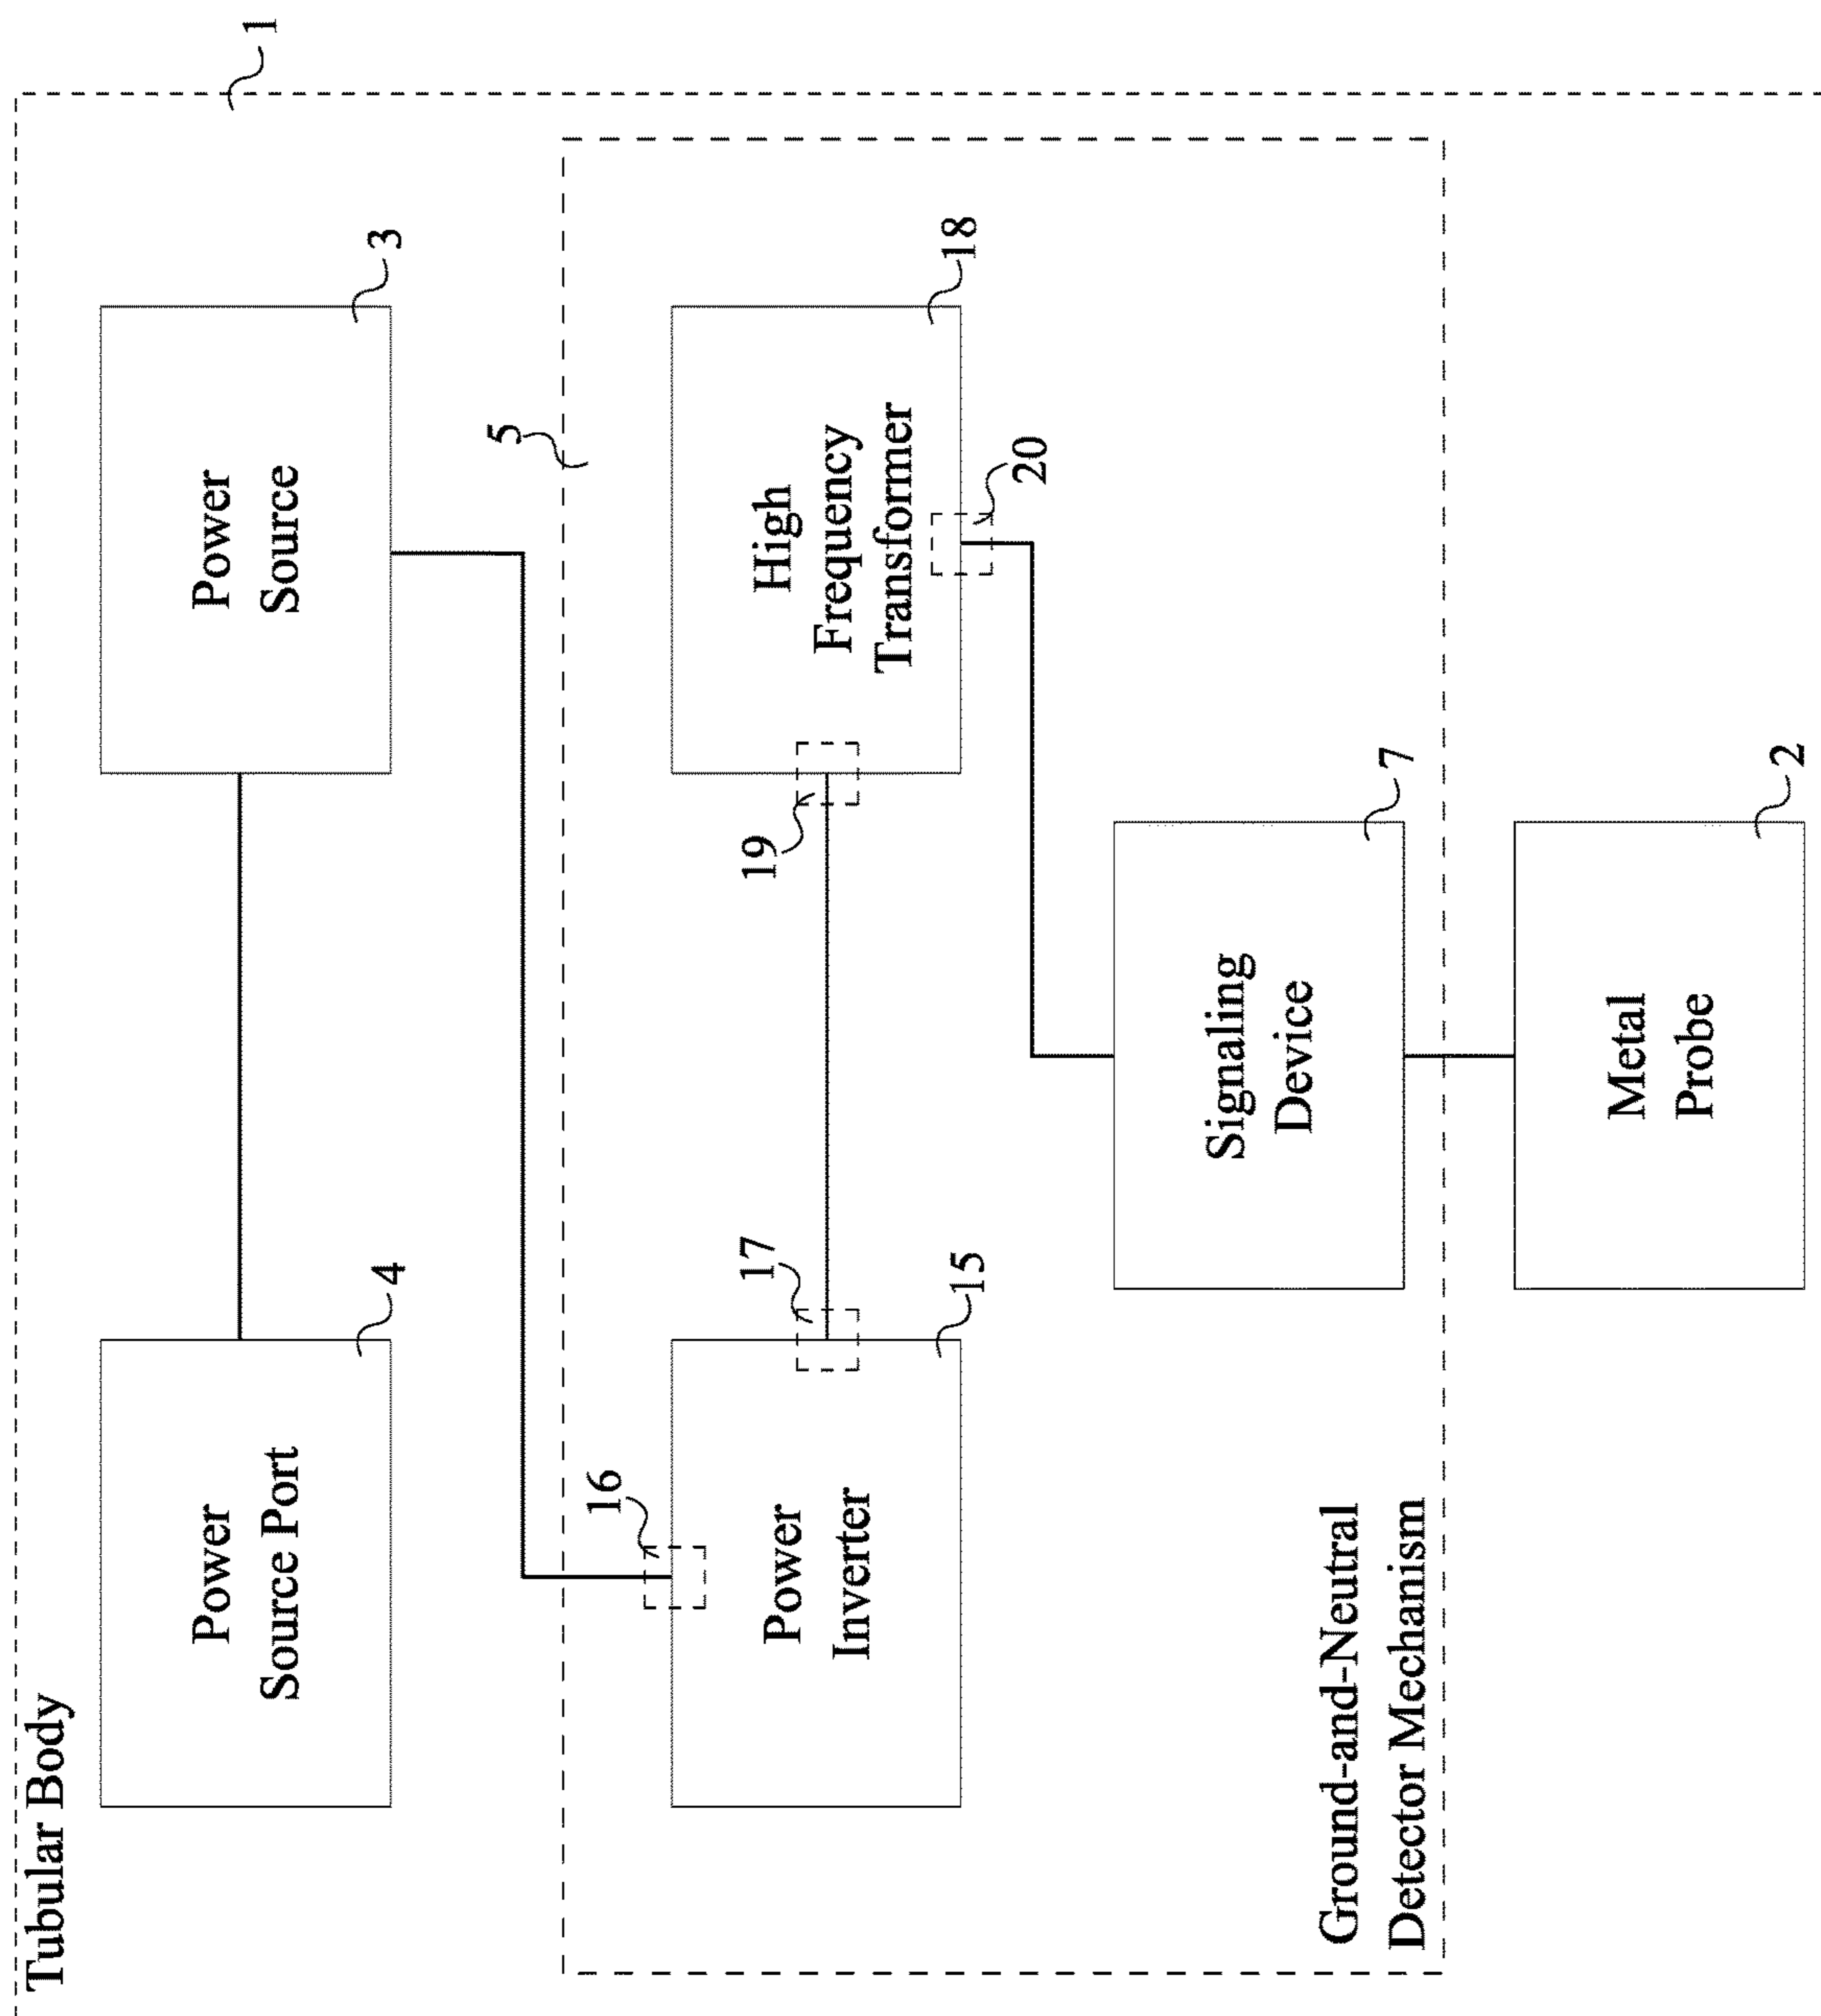 Tubular Body
1
Power
Source Port
4
Power
Source
3
5
16
Power
Inverter
17
15
19
High
Frequency
Transformer
18
20
Signaling
Device
7
Ground-and-Neutral
Detector Mechanism
Metal
Probe
2